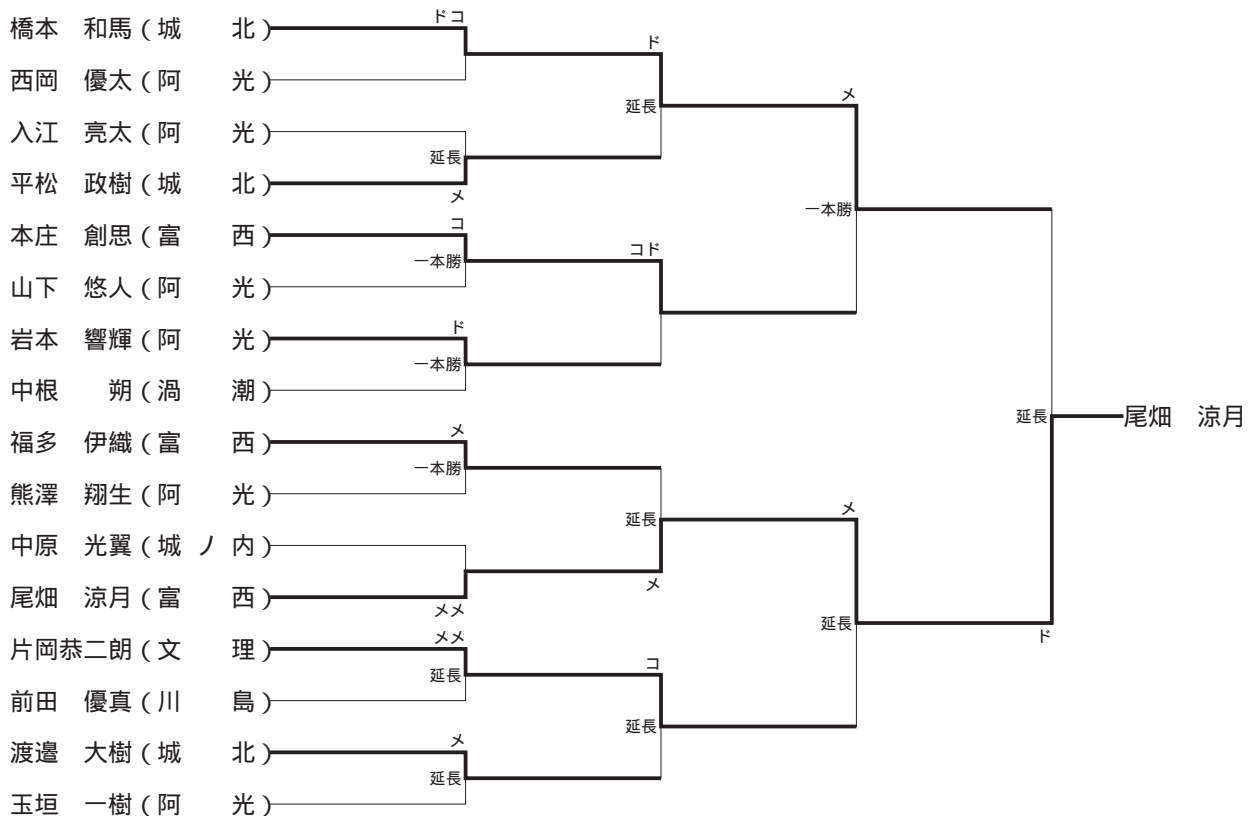 橋本　和馬(城　　北)
西岡　優太(阿　　光)
入江　亮太(阿　　光)
平松　政樹(城　　北)
本庄　創思(富　　西)
山下　悠人(阿　　光)
岩本　響輝(阿　　光)
中根　　朔(渦　　潮)
福多　伊織(富　　西)
熊澤　翔生(阿　　光)
中原　光翼(城ノ内)
尾畑　涼月(富　　西)
片岡恭二朗(文　　理)
前田　優真(川　　島)
渡邉　大樹(城　　北)
玉垣　一樹(阿　　光)
ドコ
延長
メ
コ
一本勝
ド
一本勝
メ
一本勝
メメ
メメ
延長
メ
延長
ド
延長
コド
延長
メ
コ
延長
メ
一本勝
メ
延長
延長
ド
尾畑　涼月